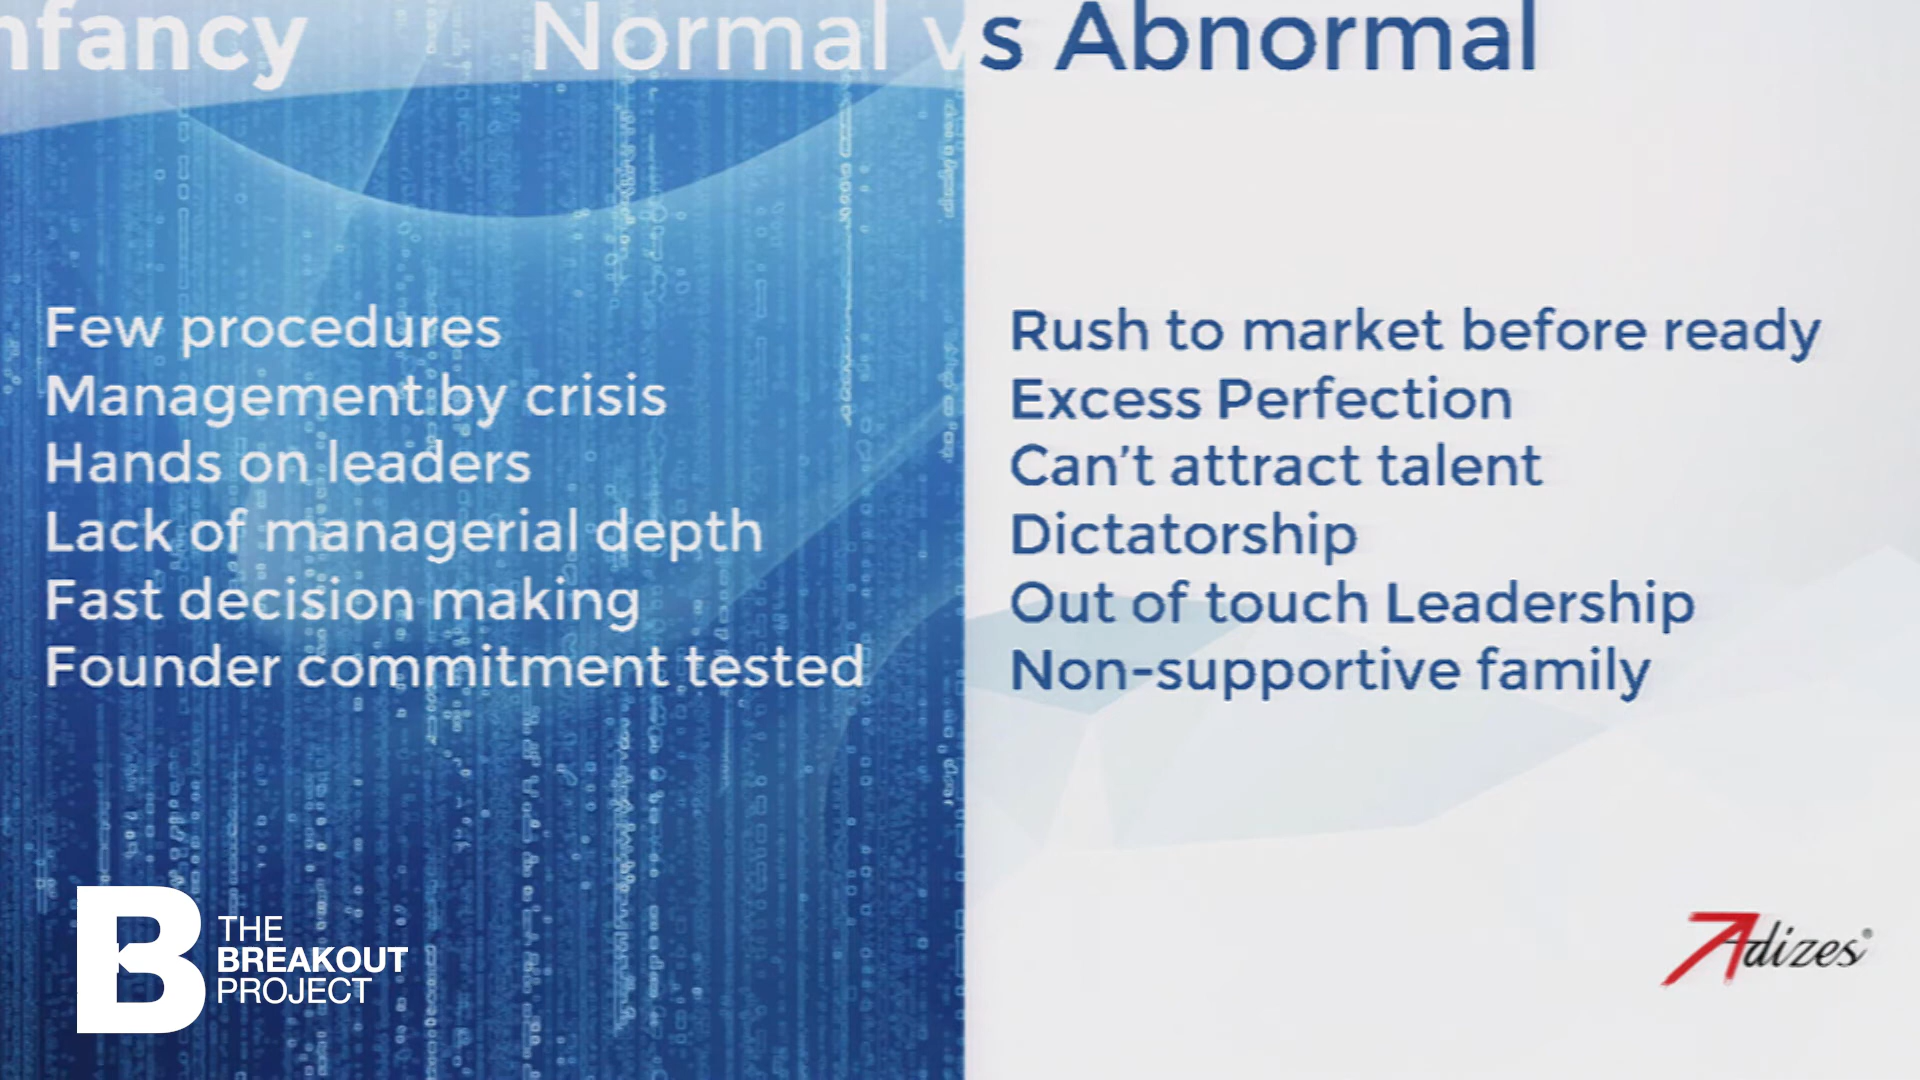 nfancy Normal vs Abnormal
Few procedures
Management by crisis
Hands on leaders
Lack of managerial depth
Fast decision making
Founder commitment tested
Rush to market before ready
Excess Perfection
Can't attract talent
Dictatorship
Out of touch Leadership
Non-supportive family
B THE
BREAKOUT
PROJECT
Adizes®